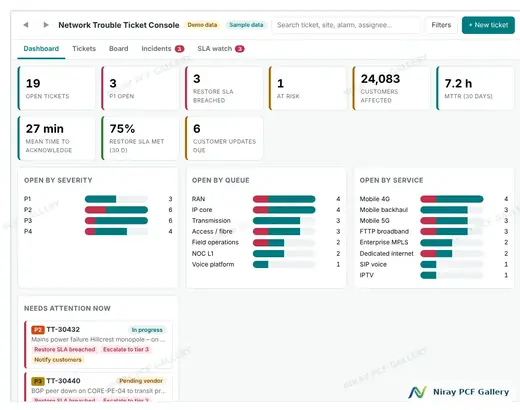 Network Trouble Ticket Console
Demo data
Sample data
Search ticket, site, alarm, assignee...
Filters
+ New ticket
Dashboard
Tickets
Board
Incidents 3
SLA watch 3
19
OPEN TICKETS
3
P1 OPEN
3
RESTORE SLA
BREACHED
1
AT RISK
24,083
CUSTOMERS
AFFECTED
7.2 h
MTTR (30 DAYS)
27 min
MEAN TIME TO
ACKNOWLEDGE
75%
RESTORE SLA MET
(30 D)
6
CUSTOMER UPDATES
DUE
OPEN BY SEVERITY
P1 3
P2 6
P3 6
P4 4
OPEN BY QUEUE
RAN 4
IP core 4
Transmission 3
Access / fibre 3
Field operations 2
NOC L1 2
Voice platform 1
OPEN BY SERVICE
Mobile 4G 4
Mobile backhaul 3
Mobile 5G 3
FTTP broadband 3
Enterprise MPLS 2
Dedicated internet 2
SIP voice 1
IPTV 1
NEEDS ATTENTION NOW
P2 TT-30432 In progress
Mains power failure Hillcrest monopole – on ...
Restore SLA breached Escalate to tier 3
Notify customers
P3 TT-30440 Pending vendor
BGP peer down on CORE-PE-04 to transit pr...
Restore SLA breached Escalate to tier 3
Niray PCF Gallery